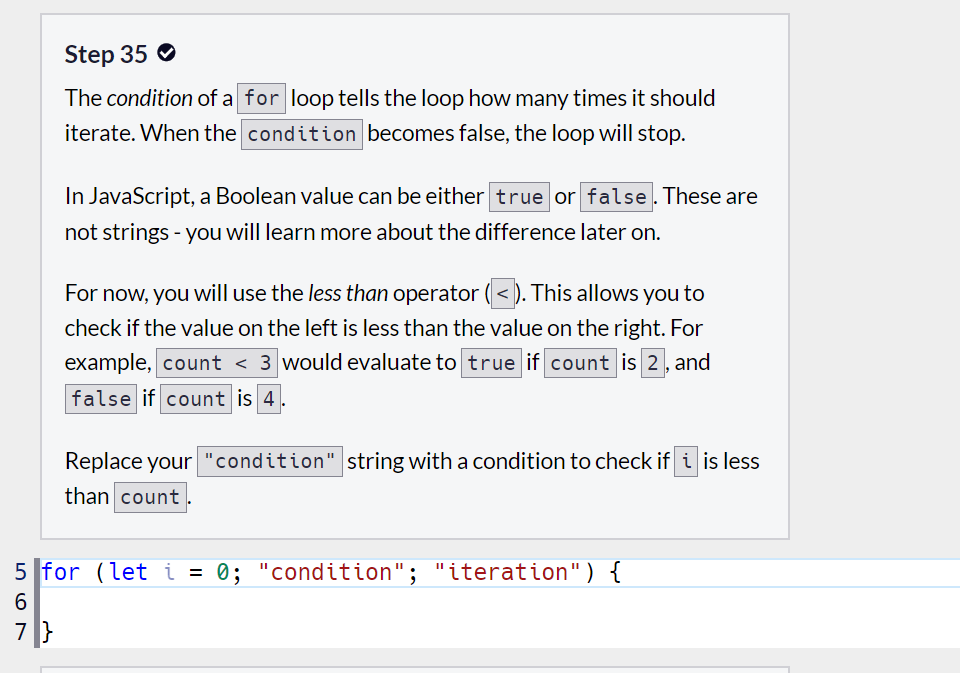 Step 35
The condition of a for loop tells the loop how many times it should
iterate. When the condition becomes false, the loop will stop.
In JavaScript, a Boolean value can be either true or false. These are
not strings - you will learn more about the difference later on.
For now, you will use the less than operator (<). This allows you to
check if the value on the left is less than the value on the right. For
example, count < 3 would evaluate to true if count is 2, and
false if count is 4.
Replace your "condition" string with a condition to check if i is less
than count.
5 for (let i = 0; "condition"; "iteration") {
6
7 }